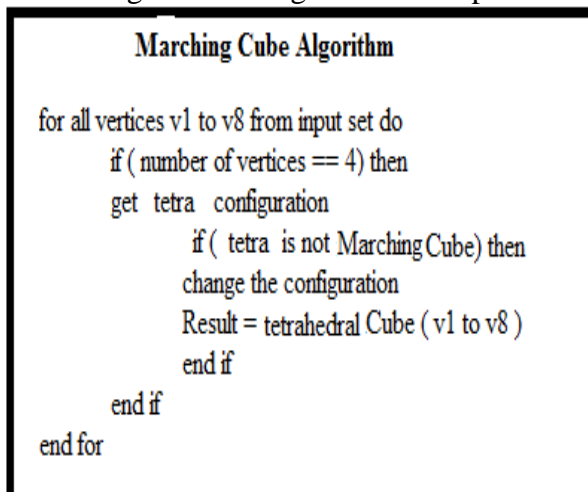 Marching Cube Algorithm
for all vertices v1 to v8 from input set do
if ( number of vertices == 4) then
get tetra configuration
if ( tetra is not Marching Cube) then
change the configuration
Result = tetrahedral Cube ( v1 to v8 )
end if
end if
end for